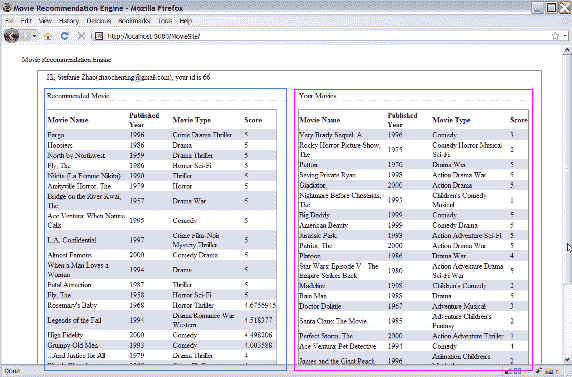 Movie Recommendation Engine - Mozilla Firefox
File Edit View History Delicious Bookmarks Tools Help
http://localhost:8080/MovieSite/
Movie Recommendation Engine
Hi, Stefanie Zhao(zhaochenting@gmail.com), your id is 66
Recommended Movie
Movie Name Published Year Movie Type Score
Fargo 1996 Crime Drama Thriller 5
Hoosiers 1986 Drama 5
North by Northwest 1959 Drama Thriller 5
Fly, The 1986 Horror Sci-Fi 5
Nikita (La Femme Nikita) 1990 Thriller 5
Amityville Horror, The 1979 Horror 5
Bridge on the River Kwai, The 1957 Drama War 5
Ace Ventura: When Nature Calls 1995 Comedy 5
L.A. Confidential 1997 Crime Film-Noir Mystery Thriller 5
Almost Famous 2000 Comedy Drama 5
When a Man Loves a Woman 1994 Drama 5
Fatal Attraction 1987 Thriller 5
Fly, The 1958 Horror Sci-Fi 5
Rosemary's Baby 1968 Horror Thriller 4.6756945
Legends of the Fall 1994 Drama Romance War Western 4.518377
High Fidelity 2000 Comedy 4.498206
Grumpy Old Men 1993 Comedy 4.003588
...And Justice for All 1979 Drama Thriller 4
Your Movies
Movie Name Published Year Movie Type Score
Very Brady Sequel, A 1996 Comedy 3
Rocky Horror Picture Show, The 1975 Comedy Horror Musical Sci-Fi 2
Patton 1970 Drama War 5
Saving Private Ryan 1998 Action Drama War 5
Gladiator 2000 Action Drama 5
Nightmare Before Christmas, The 1993 Children's Comedy Musical 1
Big Daddy 1999 Comedy 5
American Beauty 1999 Comedy Drama 5
Jurassic Park 1993 Action Adventure Sci-Fi 5
Patriot, The 2000 Action Drama War 5
Platoon 1986 Drama War 4
Star Wars: Episode V - The Empire Strikes Back 1980 Action Adventure Drama Sci-Fi War 5
Madeline 1998 Children's Comedy 2
Rain Man 1988 Drama 5
Doctor Dolittle 1967 Adventure Musical 3
Santa Claus: The Movie 1985 Adventure Children's Fantasy 2
Perfect Storm, The 2000 Action Adventure Thriller 3
Ace Ventura: Pet Detective 1994 Comedy 4
James and the Giant Peach 1996 Animation Children's 2
Done